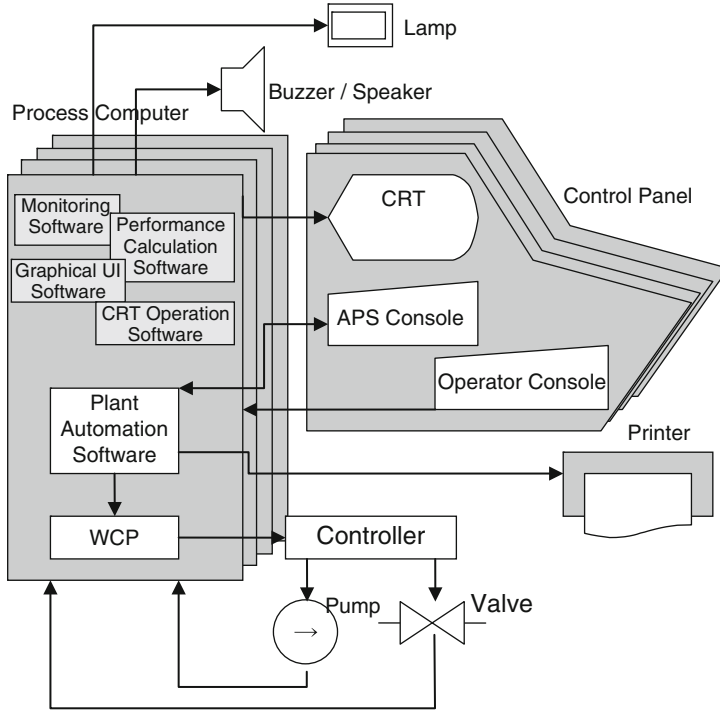 Lamp
Buzzer / Speaker
Process Computer
Control Panel
Monitoring
Software
Performance
Calculation
Software
Graphical UI
Software
CRT Operation
Software
CRT
APS Console
Operator Console
Plant
Automation
Software
Printer
WCP
Controller
Pump
Valve